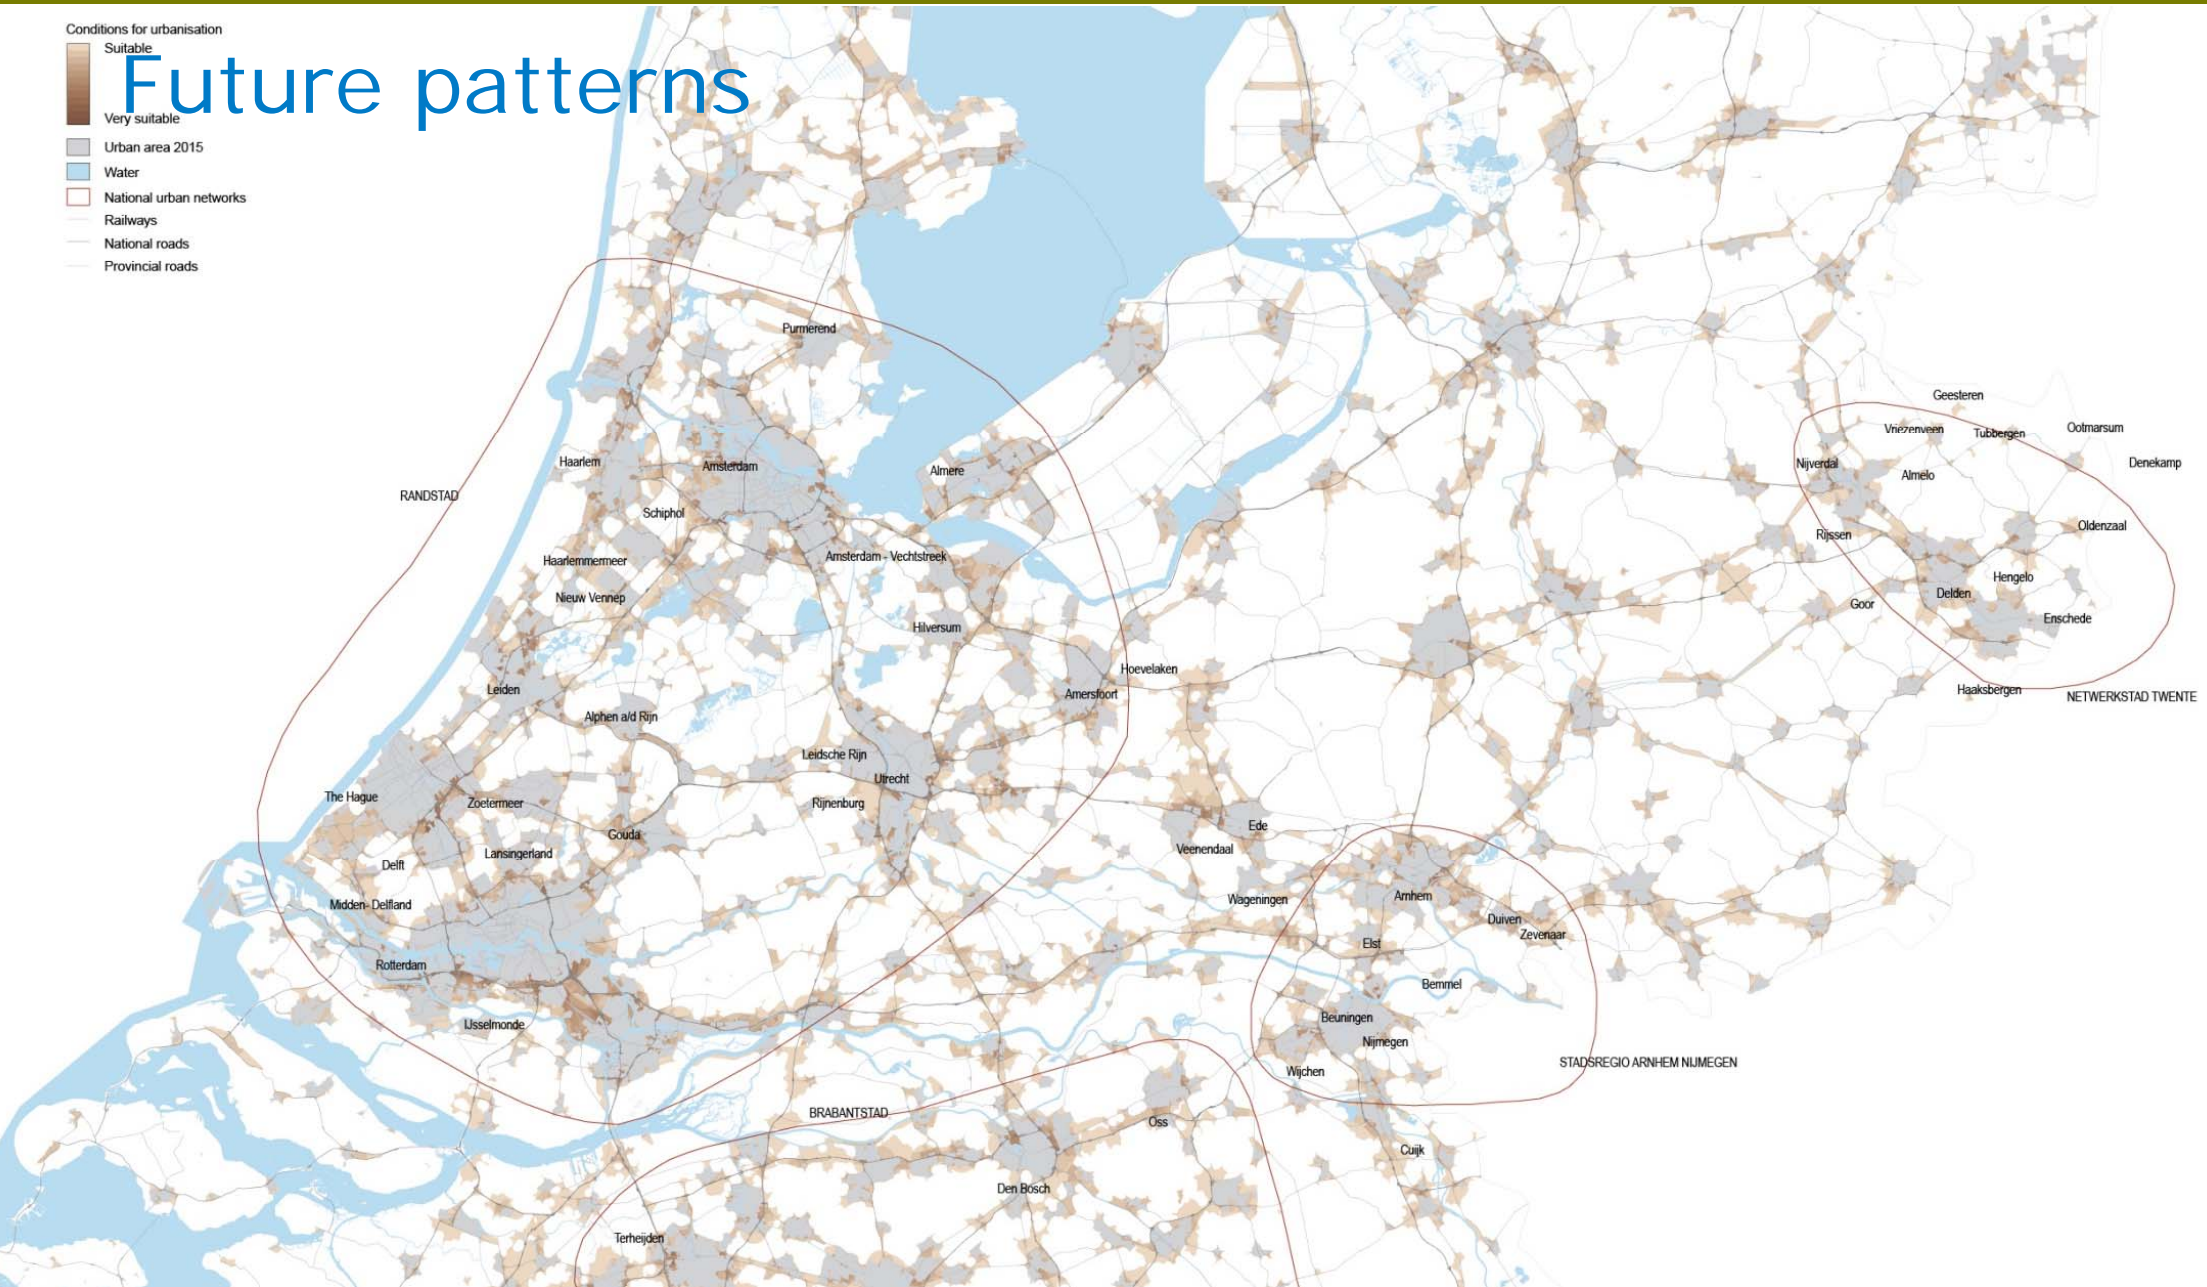 Conditions for urbanisation
Suitable
Future patterns
Very suitable
Urban area 2015
Water
National urban networks
Railways
National roads
Provincial roads
Purmerend
Geesteren
Vriezenveen
Tubbergen
Ootmarsum
Haarlem
Amsterdam
Almere
Nijverdal
Almelo
Denekamp
RANDSTAD
Schiphol
Oldenzaal
Rijssen
Haarlemmermeer
Amsterdam - Vechtstreek
Hengelo
Nieuw Vennep
Delden
Goor
Enschede
Hilversum
Hoevelaken
Leiden
Amersfoort
Haaksbergen
NETWERKSTAD TWENTE
Alphen a/d Rijn
Leidsche Rijn
Utrecht
The Hague
Zoetermeer
Rijnenburg
Gouda
Ede
Lansingerland
Veenendaal
Delft
Midden- Delfland
Wageningen
Arnhem
Duiven
Zevenaar
Elst
Rotterdam
Bemmel
IJsselmonde
Beuningen
Nijmegen
STADSREGIO ARNHEM NIJMEGEN
Wijchen
BRABANTSTAD
Oss
Cuijk
Den Bosch
Terheijden